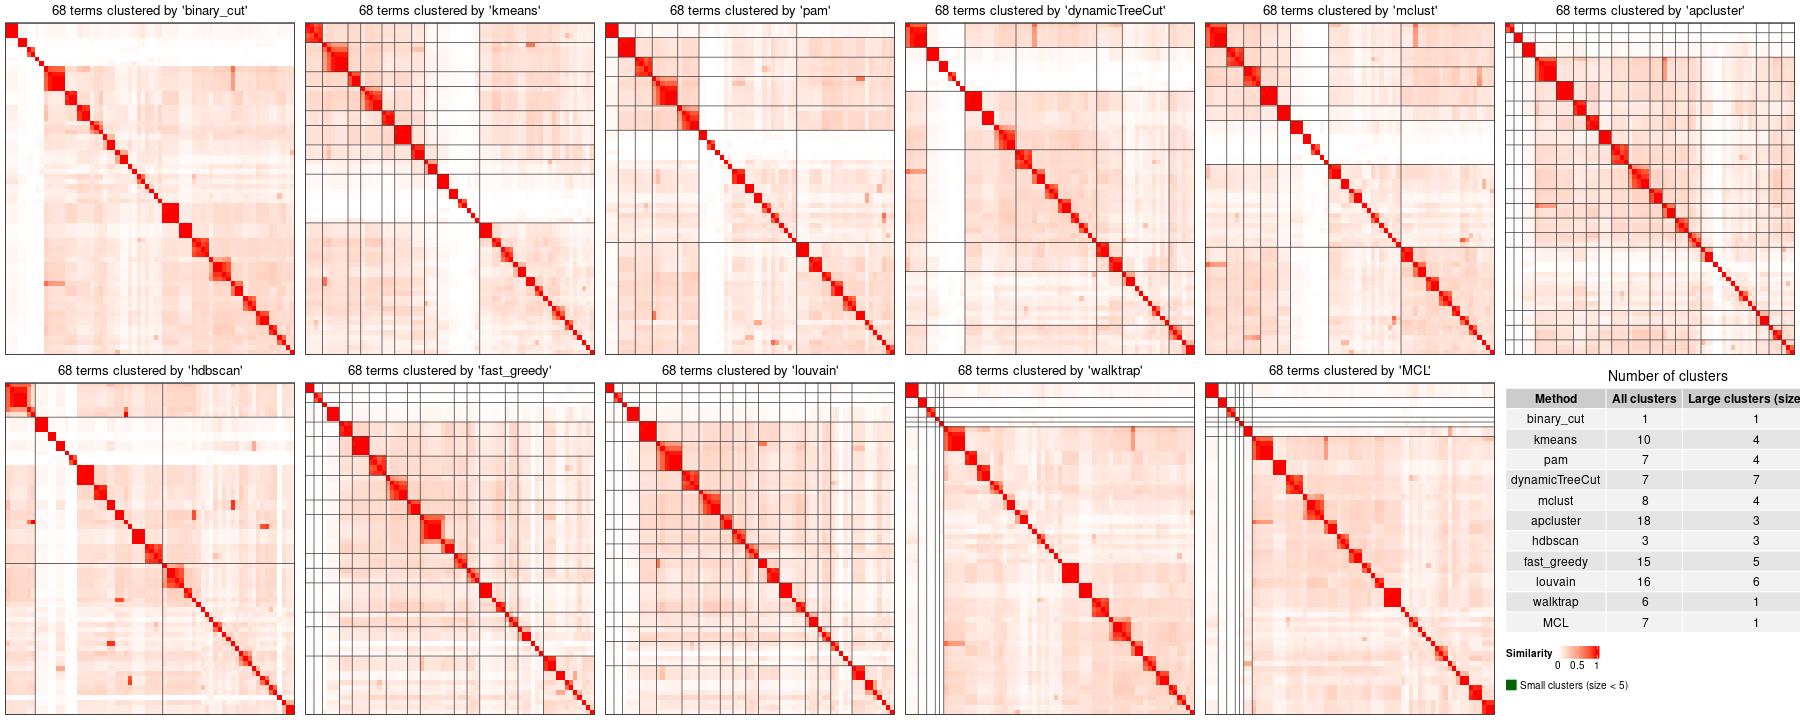 68 terms clustered by 'binary_cut'
68 terms clustered by 'kmeans'
68 terms clustered by 'pam'
68 terms clustered by 'dynamicTreeCut'
68 terms clustered by 'mclust'
68 terms clustered by 'apcluster'
68 terms clustered by 'hdbscan'
68 terms clustered by 'fast_greedy'
68 terms clustered by 'louvain'
68 terms clustered by 'walktrap'
68 terms clustered by 'MCL'
Number of clusters
Method All clusters Large clusters (size
binary_cut 1 1
kmeans 10 4
pam 7 4
dynamicTreeCut 7 7
mclust 8 4
apcluster 18 3
hdbscan 3 3
fast_greedy 15 5
louvain 16 6
walktrap 6 1
MCL 7 1
Similarity
0 0.5 1
Small clusters (size < 5)